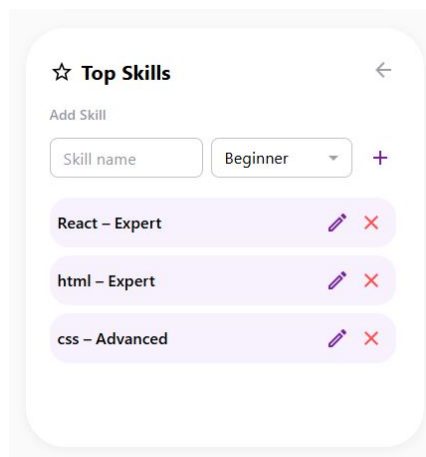 Top Skills
Add Skill
Skill name
Beginner
React – Expert
html – Expert
css – Advanced